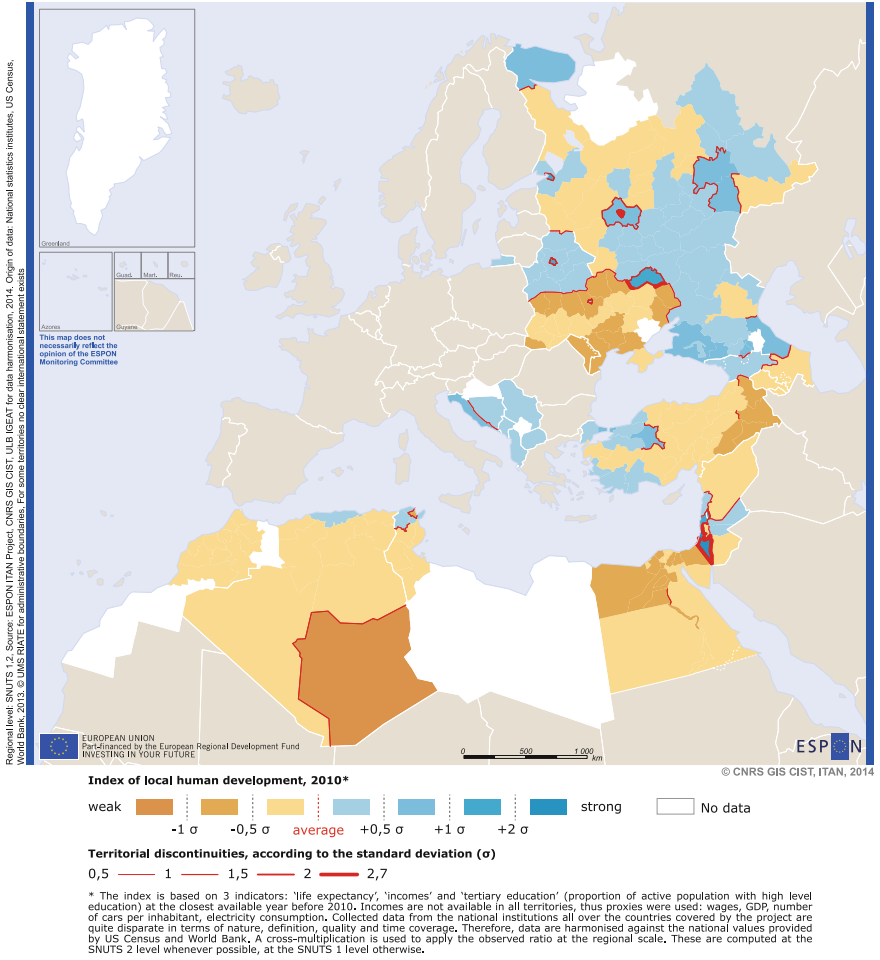 Regional level: SNUTS 1,2. Source: ESPON ITAN Project, CNRS GIS CIST, ULB IGEAT for data harmonisation, 2014. Origin of data: National statistics institutes, US Census,
World Bank, 2013. © UMS RIATE for administrative boundaries. For some territories no clear international statement exists
Greenland
Guad. Mart. Reu.
Azores Guyane
This map does not
necessarily reflect the
opinion of the ESPON
Monitoring Committee
EUROPEAN UNION
Part-financed by the European Regional Development Fund
INVESTING IN YOUR FUTURE
0 500 1 000
km
ESPON
© CNRS GIS CIST, ITAN, 2014
Index of local human development, 2010*
weak strong No data
-1 σ -0,5 σ average +0,5 σ +1 σ +2 σ
Territorial discontinuities, according to the standard deviation (σ)
0,5 1 1,5 2 2,7
* The index is based on 3 indicators: 'life expectancy', 'incomes' and 'tertiary education' (proportion of active population with high level
education) at the closest available year before 2010. Incomes are not available in all territories, thus proxies were used: wages, GDP, number
of cars per inhabitant, electricity consumption. Collected data from the national institutions all over the countries covered by the project are
quite disparate in terms of nature, definition, quality and time coverage. Therefore, data are harmonised against the national values provided
by US Census and World Bank. A cross-multiplication is used to apply the observed ratio at the regional scale. These are computed at the
SNUTS 2 level whenever possible, at the SNUTS 1 level otherwise.